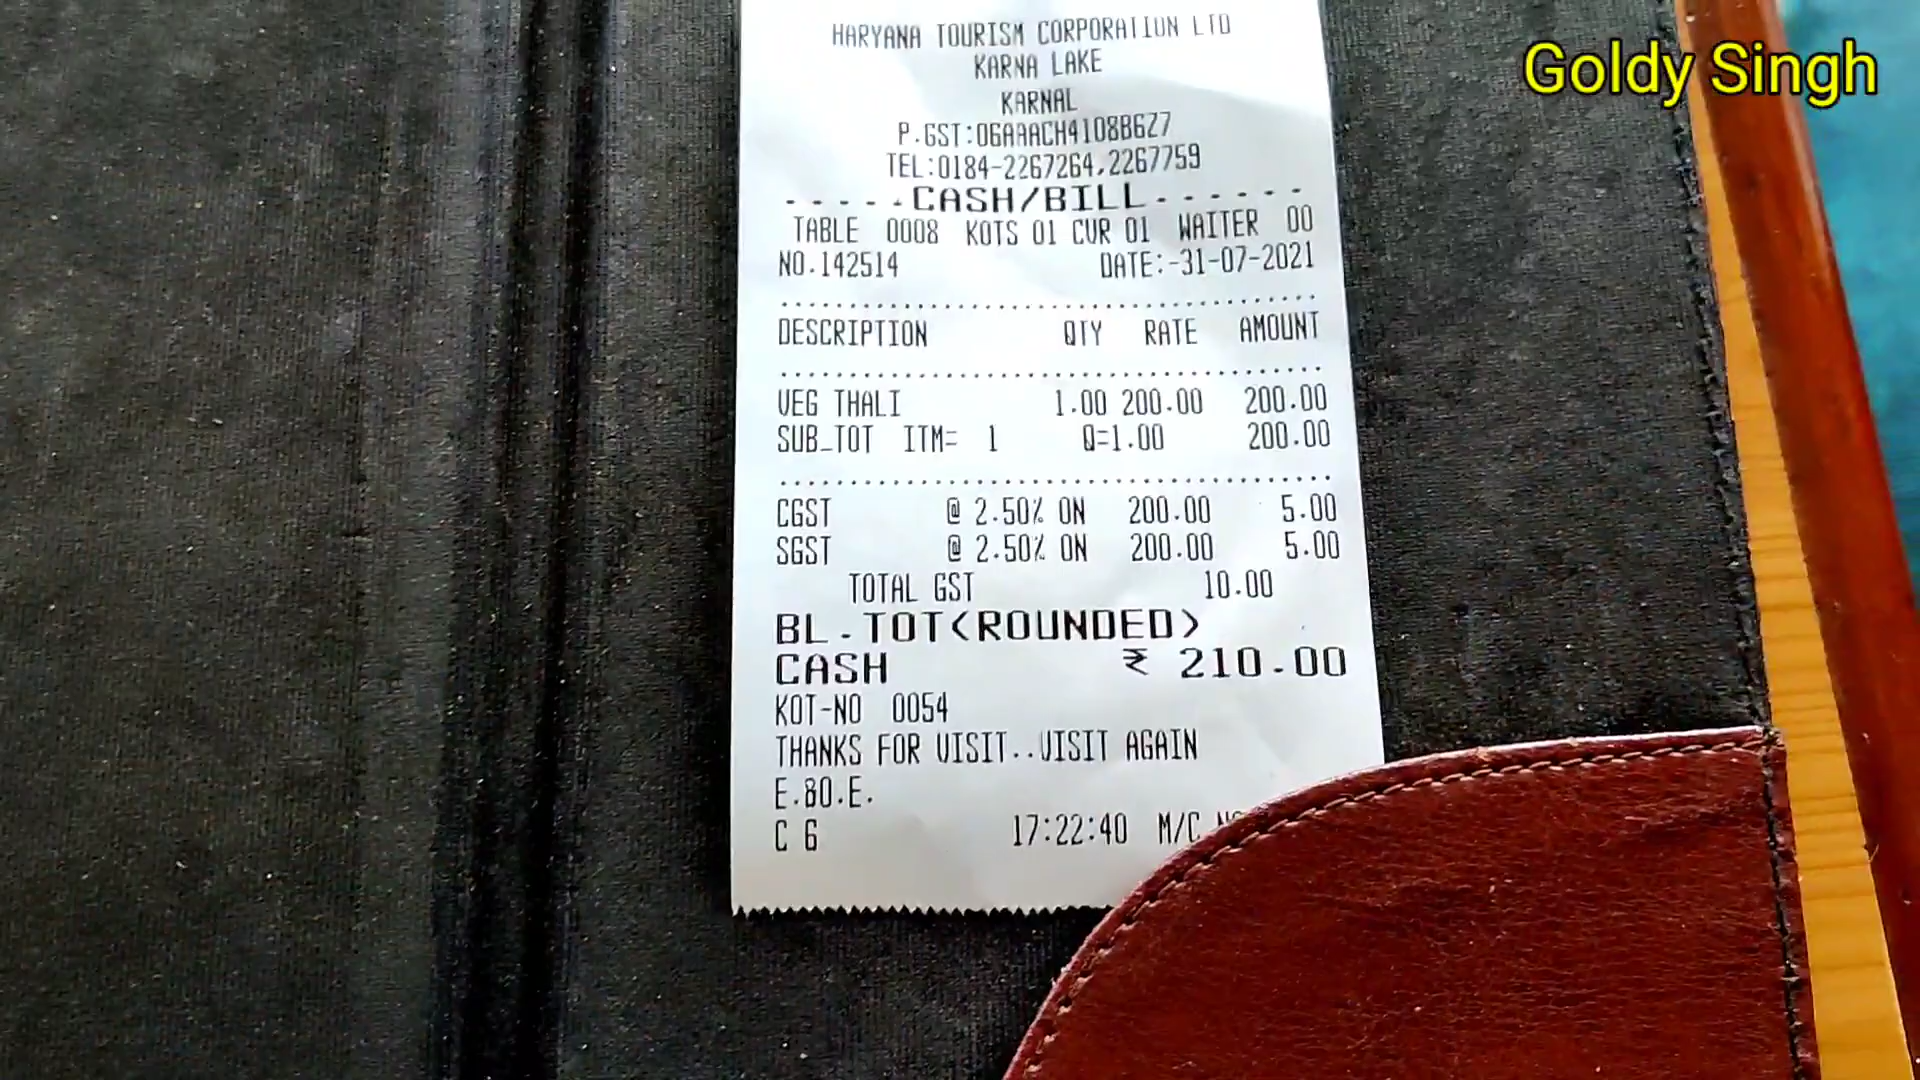 Goldy Singh
HARYANA TOURISM CORPORATION LTD
KARNA LAKE
KARNAL
P.GST:06AAACH4108B6Z7
TEL:0184-2267264,2267759
-----.CASH/BILL.------
TABLE 0008 KOTS 01 CVR 01 WAITER 00
NO.142514 DATE:-31-07-2021
DESCRIPTION QTY RATE AMOUNT
VEG THALI 1.00 200.00 200.00
SUB_TOT ITM= 1 Q=1.00 200.00
CGST @ 2.50% ON 200.00 5.00
SGST @ 2.50% ON 200.00 5.00
TOTAL GST 10.00
BL.TOT(ROUNDED)
CASH ₹ 210.00
KOT-NO 0054
THANKS FOR VISIT..VISIT AGAIN
E.&O.E.
C 6 17:22:40 M/C